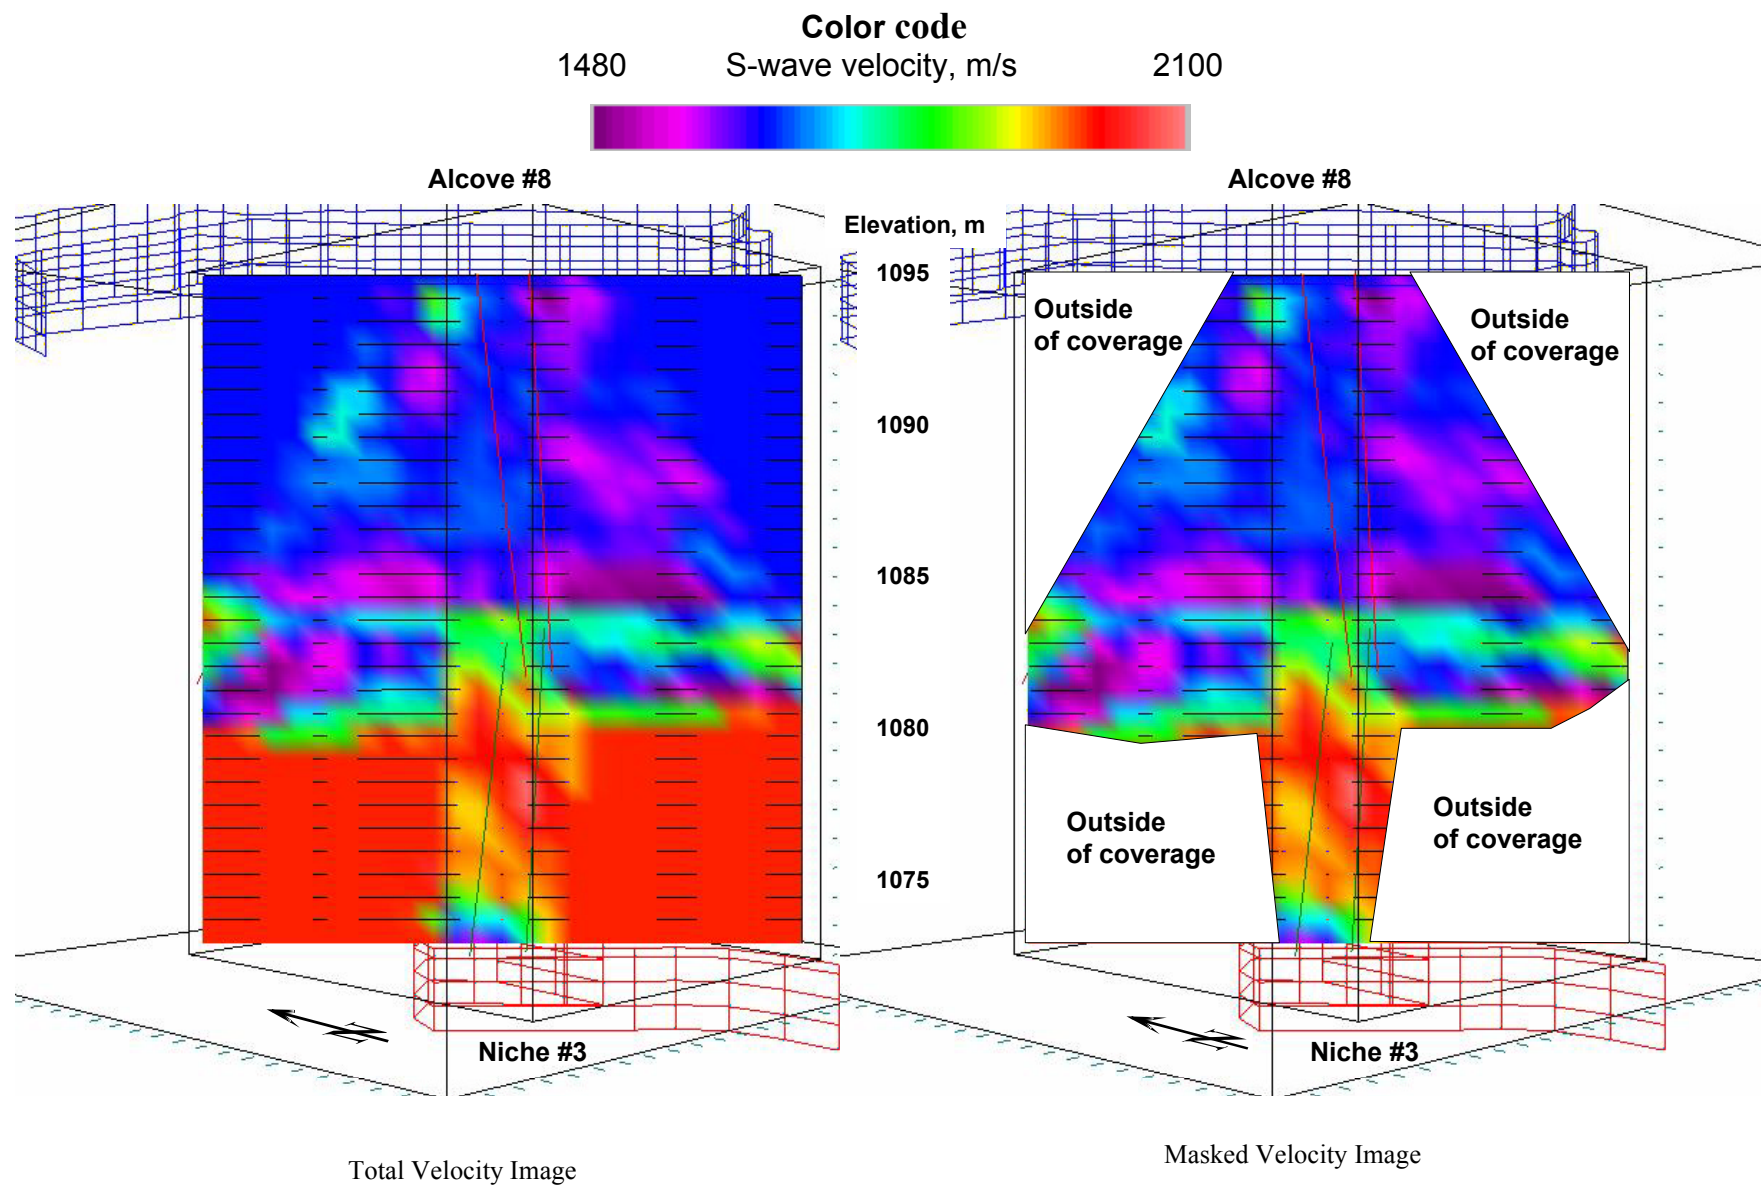 Color code
1480 S-wave velocity, m/s 2100
Alcove #8
Alcove #8
Elevation, m
1095
1090
1085
1080
1075
Outside
of coverage
Outside
of coverage
Outside
of coverage
Outside
of coverage
N
Niche #3
N
Niche #3
Total Velocity Image
Masked Velocity Image